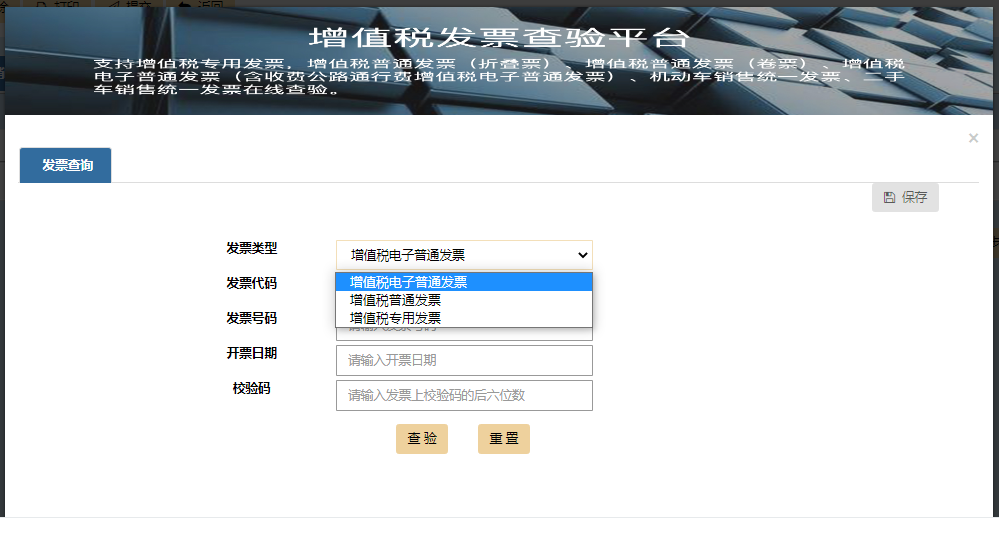 打印
提交
返回
增值税发票查验平台
支持增值税专用发票，增值税普通发票（折叠票）、增值税普通发票（卷票）、增值税
电子普通发票（含收费公路通行费增值税电子普通发票）、机动车销售统一发票、二手
车销售统一发票在线查验。
×
发票查询
保存
发票类型
增值税电子普通发票
发票代码
增值税电子普通发票
增值税普通发票
增值税专用发票
发票号码
开票日期
请输入开票日期
校验码
请输入发票上校验码的后六位数
查 验
重 置